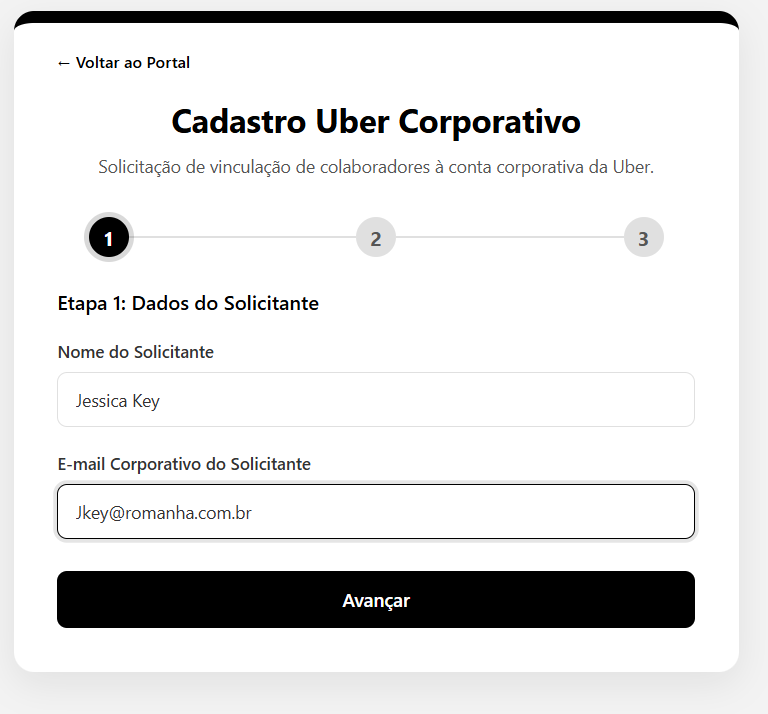 ← Voltar ao Portal
Cadastro Uber Corporativo
Solicitação de vinculação de colaboradores à conta corporativa da Uber.
1 2 3
Etapa 1: Dados do Solicitante
Nome do Solicitante
Jessica Key
E-mail Corporativo do Solicitante
Jkey@romanha.com.br
Avançar